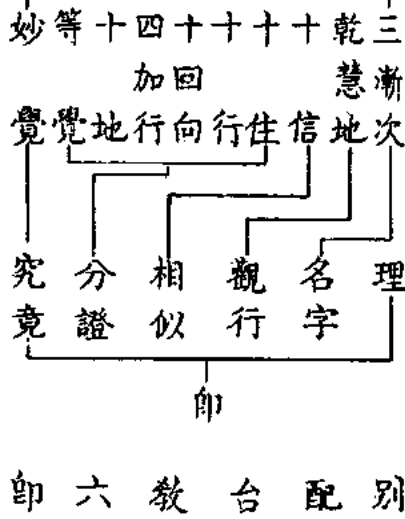 三漸次
乾慧地
十信
十住
十行
十回向
四加行
十地
等覺
妙覺
理
名字
觀行
相似
分證
究竟
即
別配台教六即